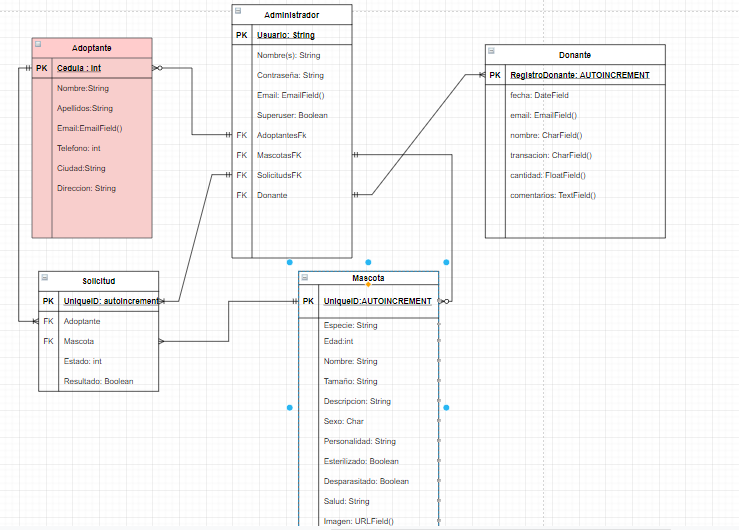 Adoptante
PK Cedula : int
Nombre:String
Apellidos:String
Email:EmailField()
Telefono: int
Ciudad:String
Direccion: String
Administrador
PK Usuario: String
Nombre(s): String
Contraseña: String
Email: EmailField()
Superuser: Boolean
FK AdoptantesFk
FK MascotasFK
FK SolicitudsFK
FK Donante
Donante
PK RegistroDonante: AUTOINCREMENT
fecha: DateField
email: EmailField()
nombre: CharField()
transacion: CharField()
cantidad: FloatField()
comentarios: TextField()
Solicitud
PK UniqueID: autoincrement
FK Adoptante
FK Mascota
Estado: int
Resultado: Boolean
Mascota
PK UniqueID:AUTOINCREMENT
Especie: String
Edad:int
Nombre: String
Tamaño: String
Descripcion: String
Sexo: Char
Personalidad: String
Esterilizado: Boolean
Desparasitado: Boolean
Salud: String
Imagen: URLField()